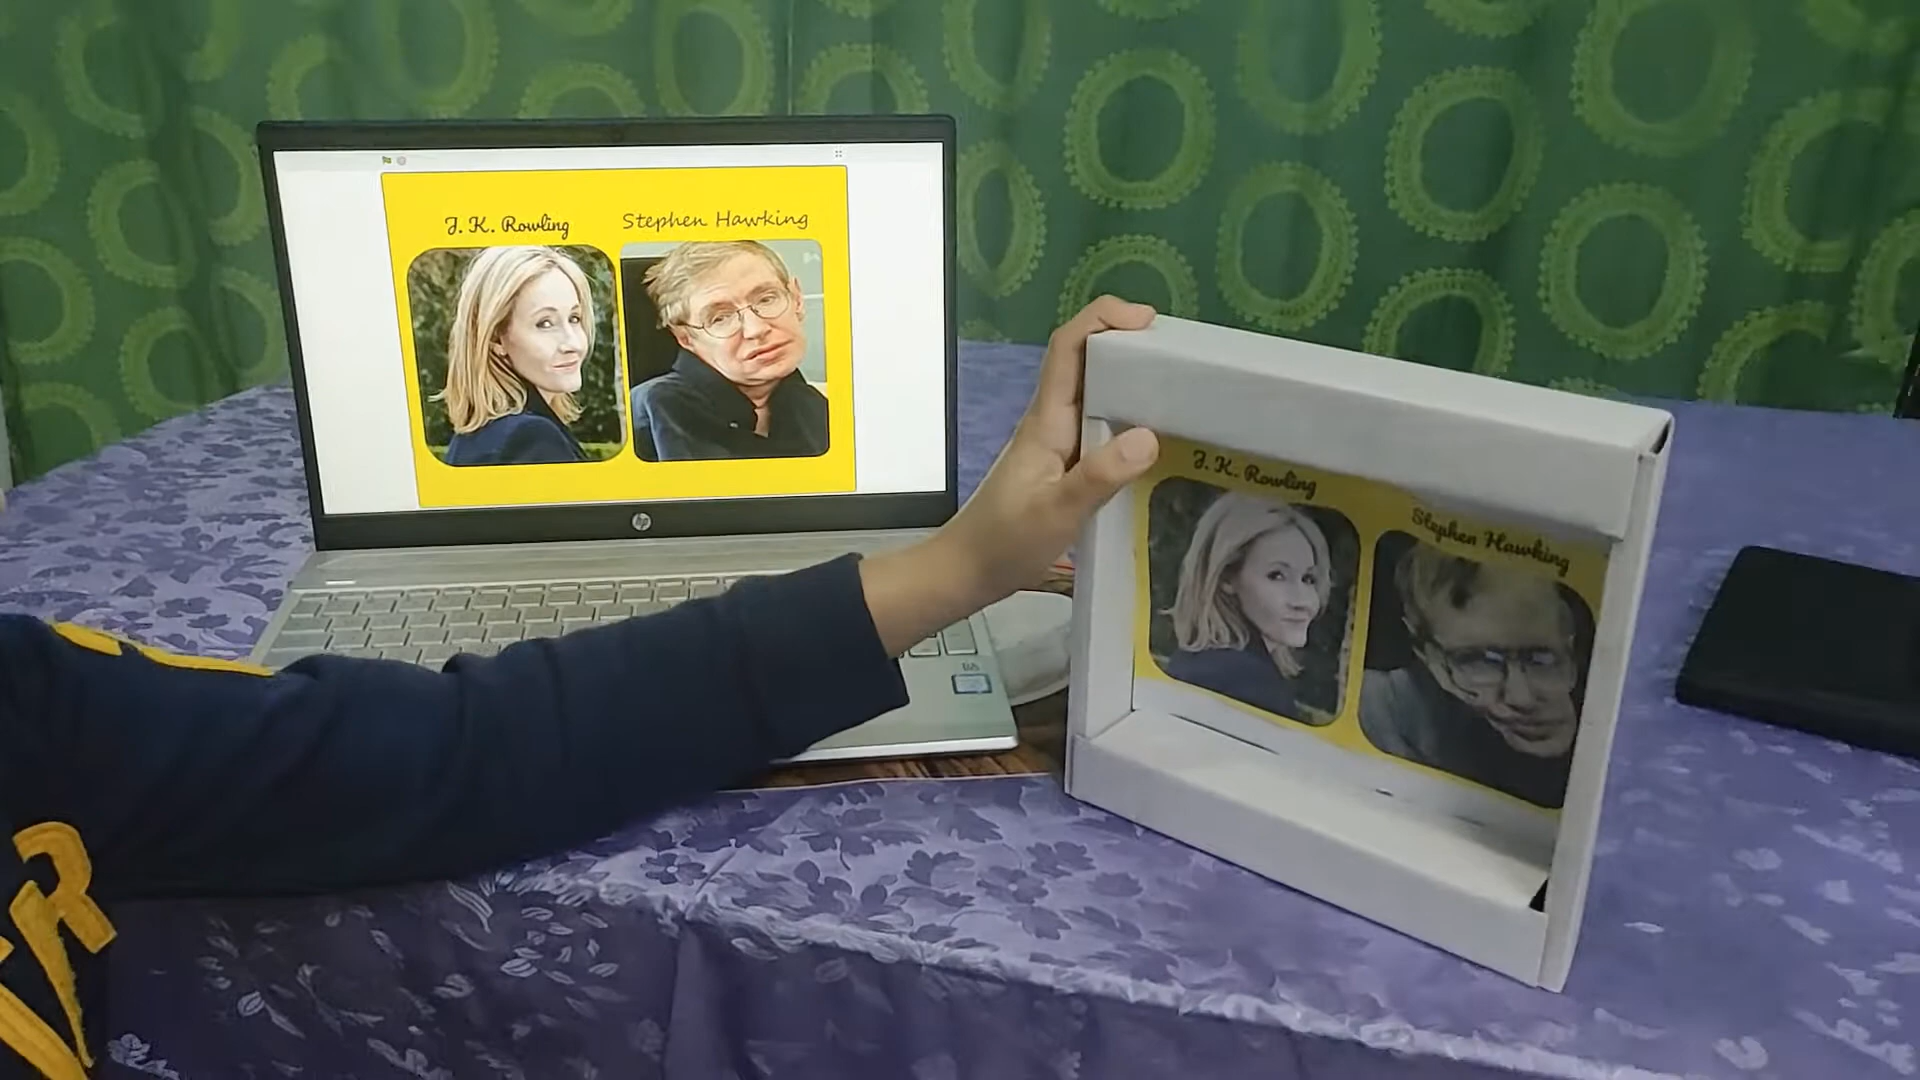 J. K. Rowling
Stephen Hawking
hp
J. K. Rowling
Stephen Hawking